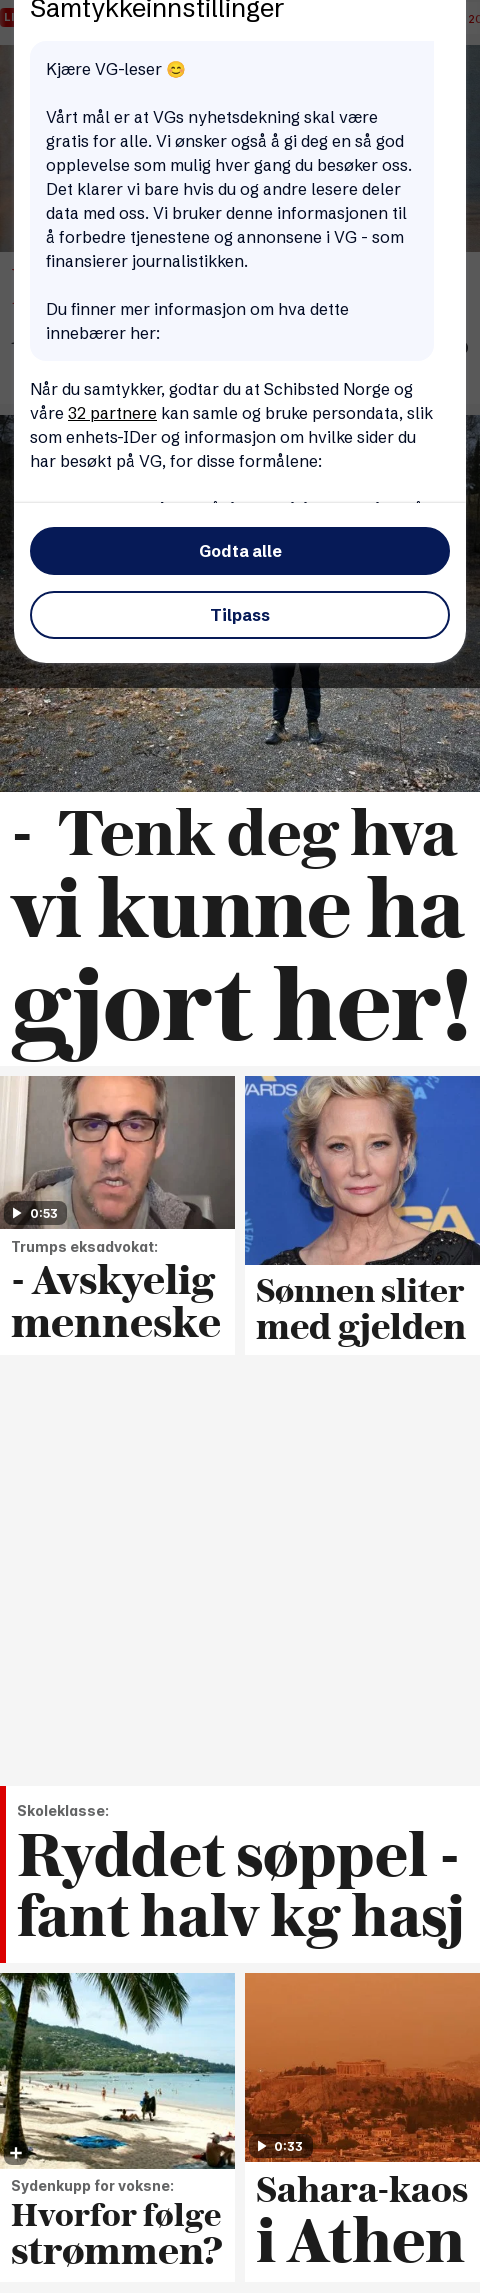 Samtykkeinnstillinger
Kjære VG-leser 😊
Vårt mål er at VGs nyhetsdekning skal være
gratis for alle. Vi ønsker også å gi deg en så god
opplevelse som mulig hver gang du besøker oss.
Det klarer vi bare hvis du og andre lesere deler
data med oss. Vi bruker denne informasjonen til
å forbedre tjenestene og annonsene i VG - som
finansierer journalistikken.
Du finner mer informasjon om hva dette
innebærer her:
Når du samtykker, godtar du at Schibsted Norge og
våre 32 partnere kan samle og bruke persondata, slik
som enhets-IDer og informasjon om hvilke sider du
har besøkt på VG, for disse formålene:
Godta alle
Tilpass
- Tenk deg hva
vi kunne ha
gjort her!
WARDS
0:53
Trumps eksadvokat:
- Avskyelig
menneske
Sønnen sliter
med gjelden
Skoleklasse:
Ryddet søppel -
fant halv kg hasj
0:33
Sydenkupp for voksne:
Hvorfor følge
strømmen?
Sahara-kaos
i Athen